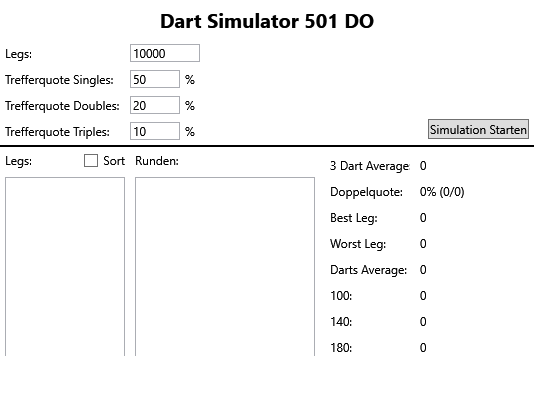 Dart Simulator 501 DO
Legs: 10000
Trefferquote Singles: 50 %
Trefferquote Doubles: 20 %
Trefferquote Triples: 10 %
Simulation Starten
Legs: Sort Runden:
3 Dart Average: 0
Doppelquote: 0% (0/0)
Best Leg: 0
Worst Leg: 0
Darts Average: 0
100: 0
140: 0
180: 0